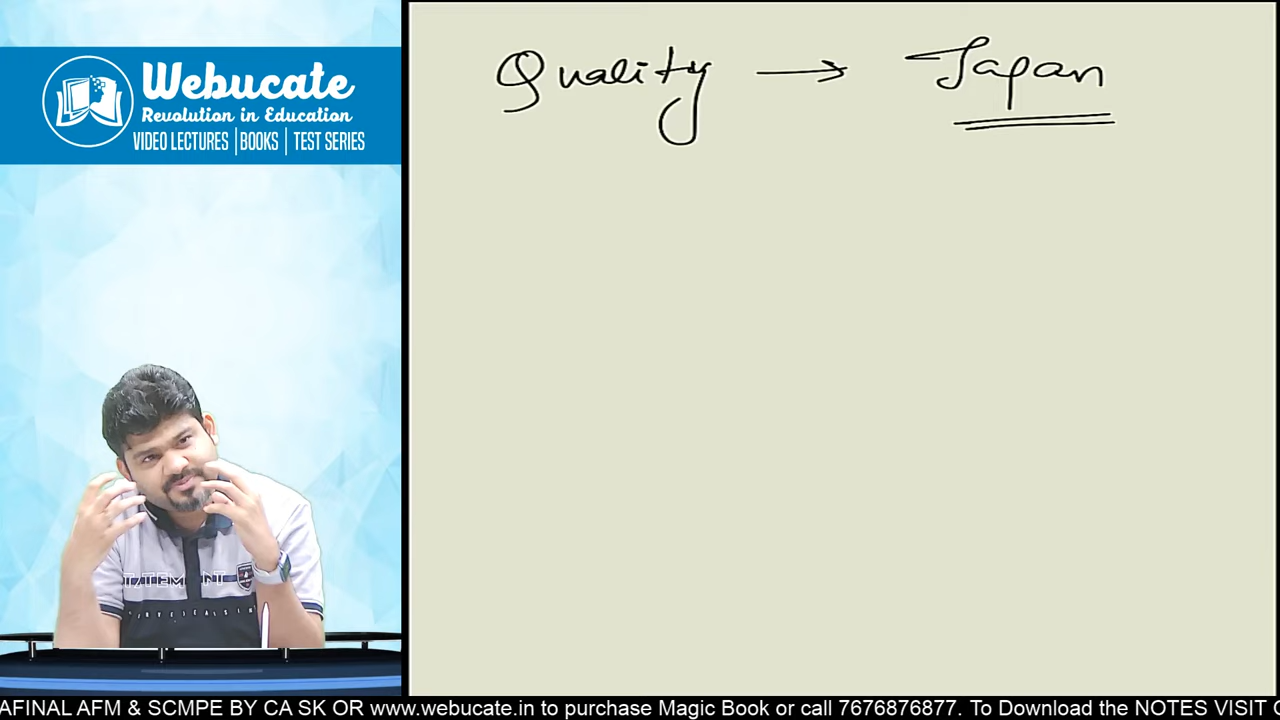 Webucate
Revolution in Education
VIDEO LECTURES | BOOKS | TEST SERIES
Quality → Japan
STATEMENT
AFINAL AFM & SCMPE BY CA SK OR www.webucate.in to purchase Magic Book or call 7676876877. To Download the NOTES VISIT